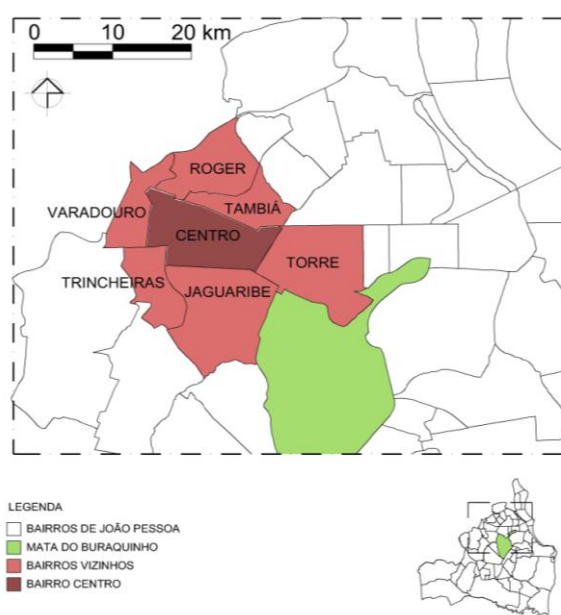 0 10 20 km
ROGER
VARADOURO
TAMBIÁ
CENTRO
TORRE
TRINCHEIRAS
JAGUARIBE
LEGENDA
BAIRROS DE JOÃO PESSOA
MATA DO BURAQUINHO
BAIRROS VIZINHOS
BAIRRO CENTRO